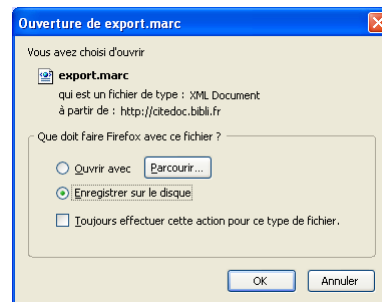 Ouverture de export.marc
Vous avez choisi d'ouvrir
export.marc
qui est un fichier de type : XML Document
à partir de : http://citedoc.bibli.fr
Que doit faire Firefox avec ce fichier ?
Ouvrir avec
Parcourir...
Enregistrer sur le disque
Toujours effectuer cette action pour ce type de fichier.
OK
Annuler